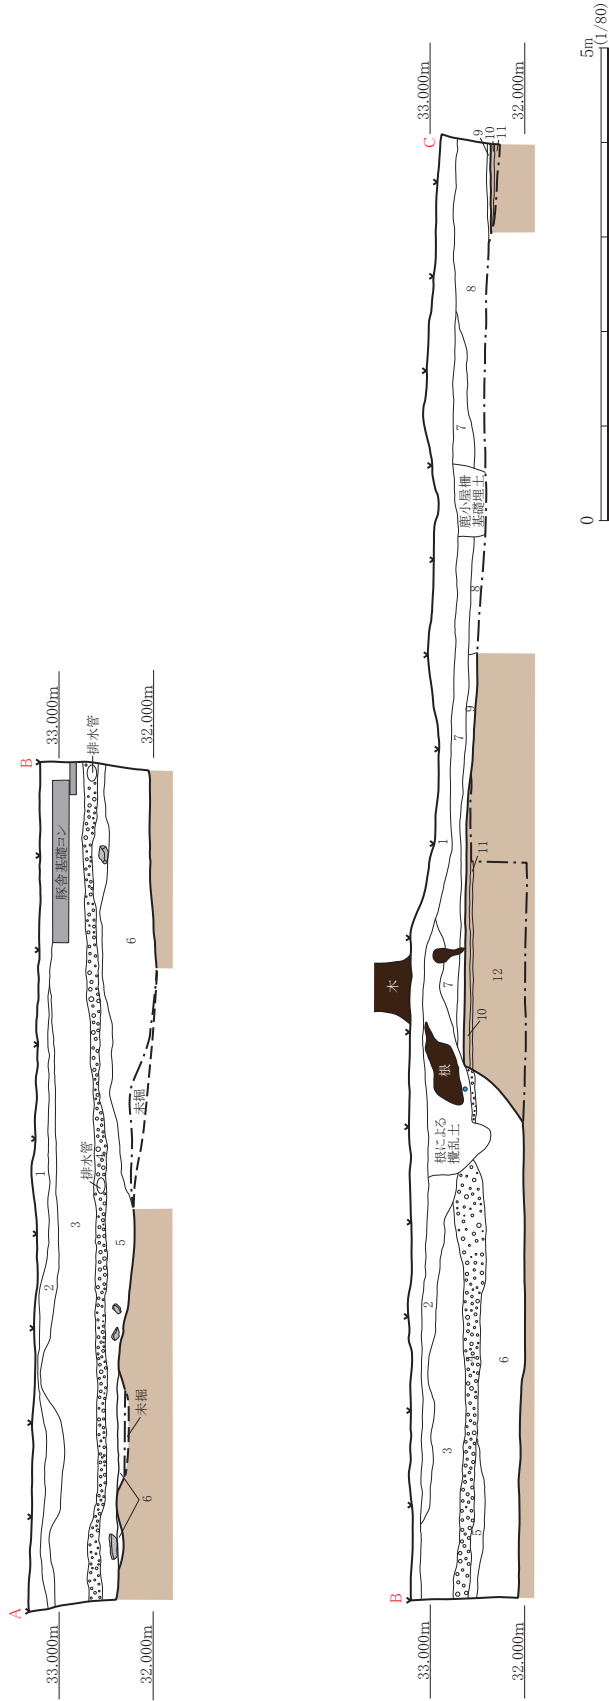 A
B
33.000m
33.000m
32.000m
32.000m
豚舎基礎コン
排水管
排水管
1
2
3
5
6
6
未掘
未掘
B
C
33.000m
33.000m
32.000m
32.000m
木
根
根による
攪乱土
鹿小屋柵
基礎埋土
1
2
3
5
6
7
7
7
8
8
9
9
10
10
11
11
12
0
5m
(1/80)